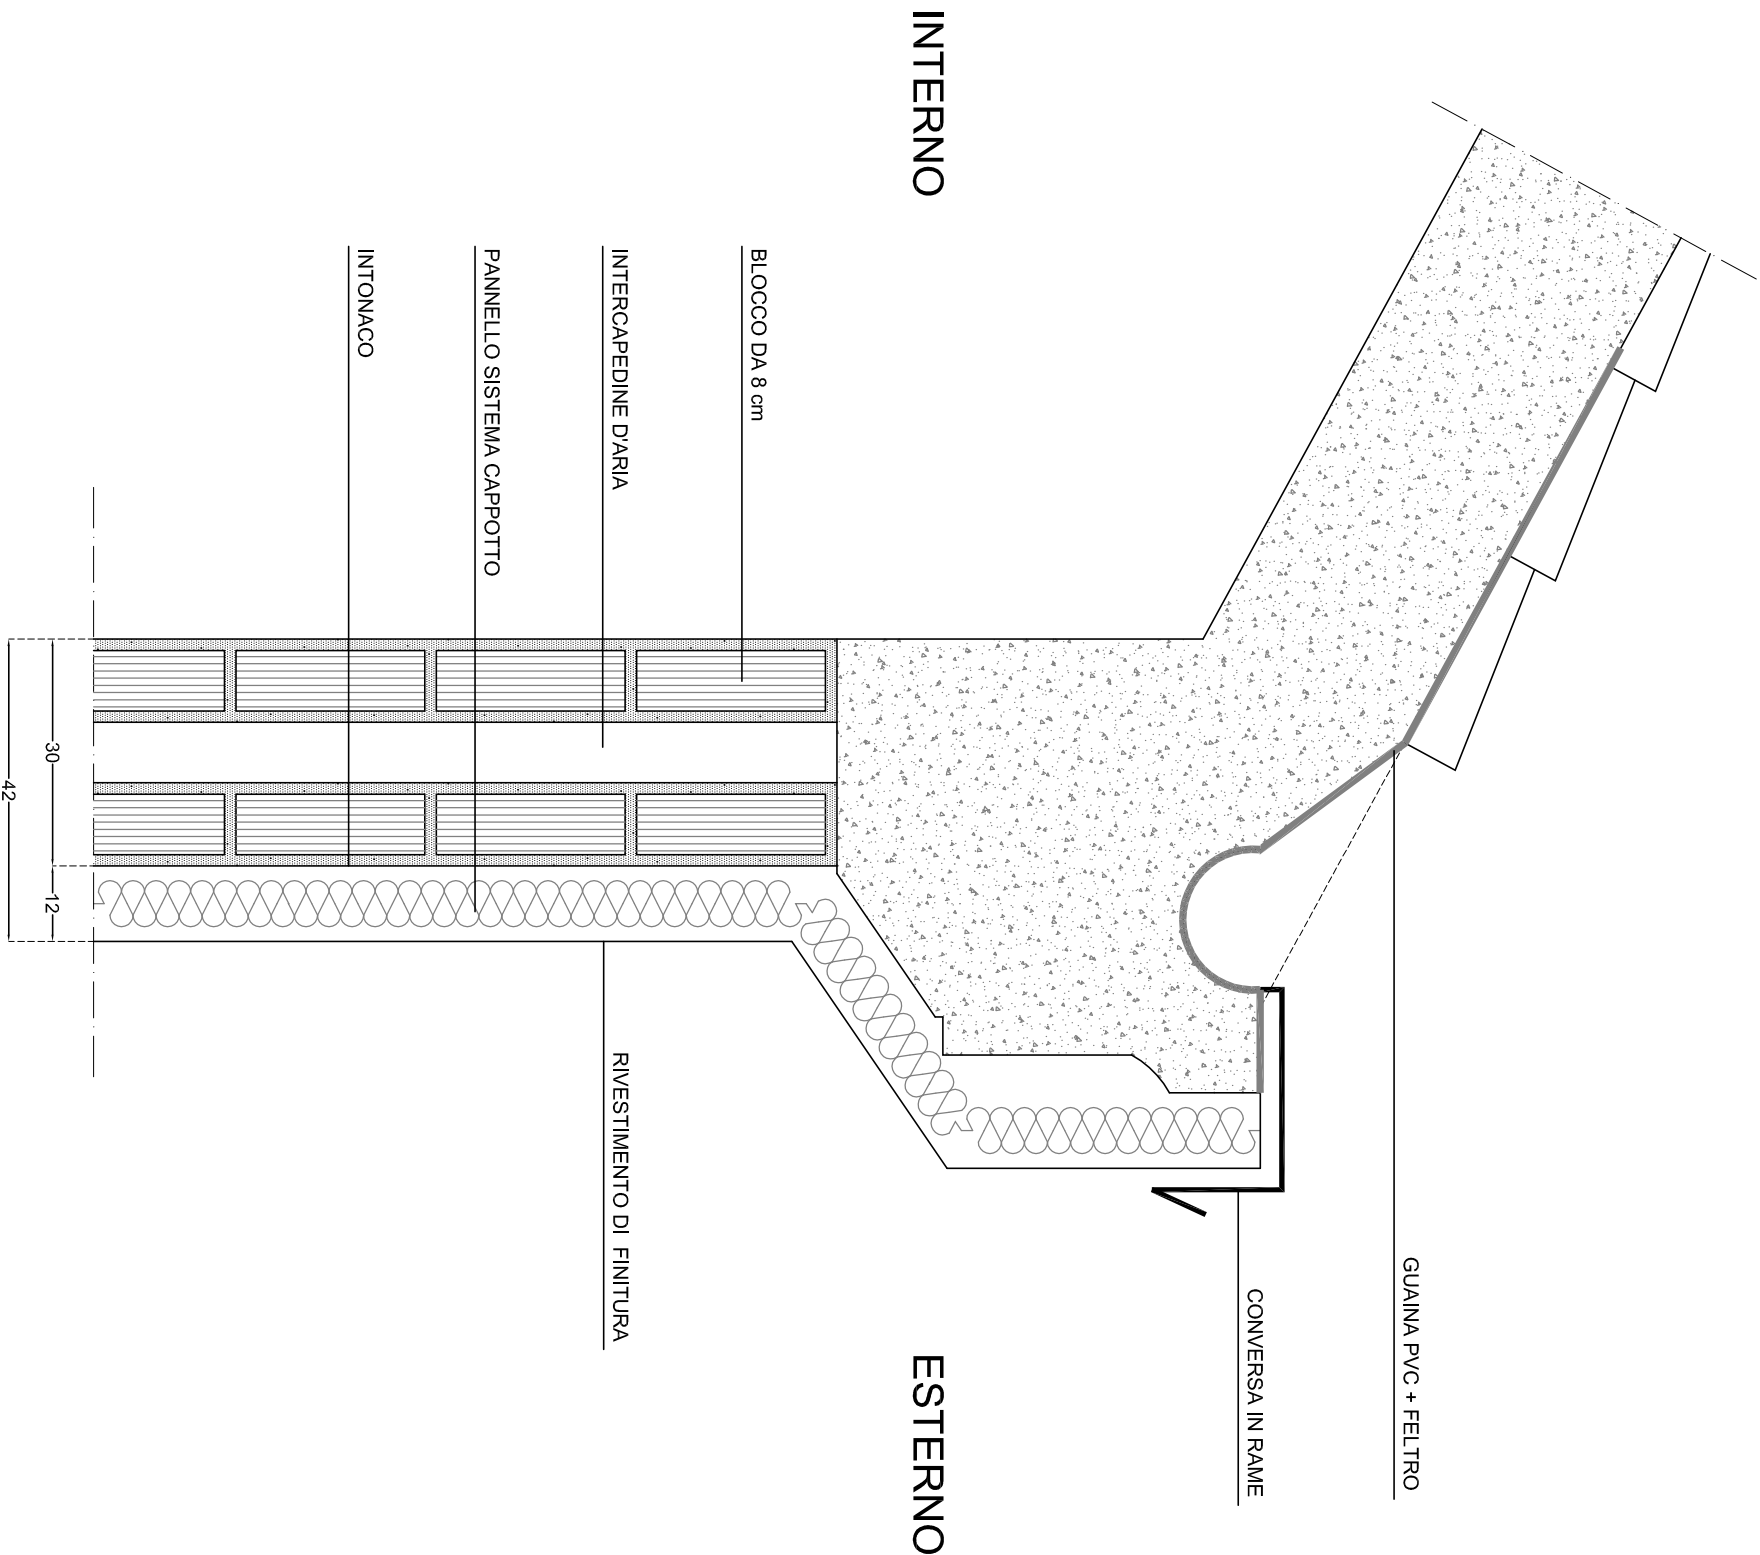 INTERNO
ESTERNO
GUAINA PVC + FELTRO
CONVERSA IN RAME
BLOCCO DA 8 cm
INTERCAPEDINE D'ARIA
PANNELLO SISTEMA CAPPOTTO
INTONACO
RIVESTIMENTO DI FINITURA
30
12
42